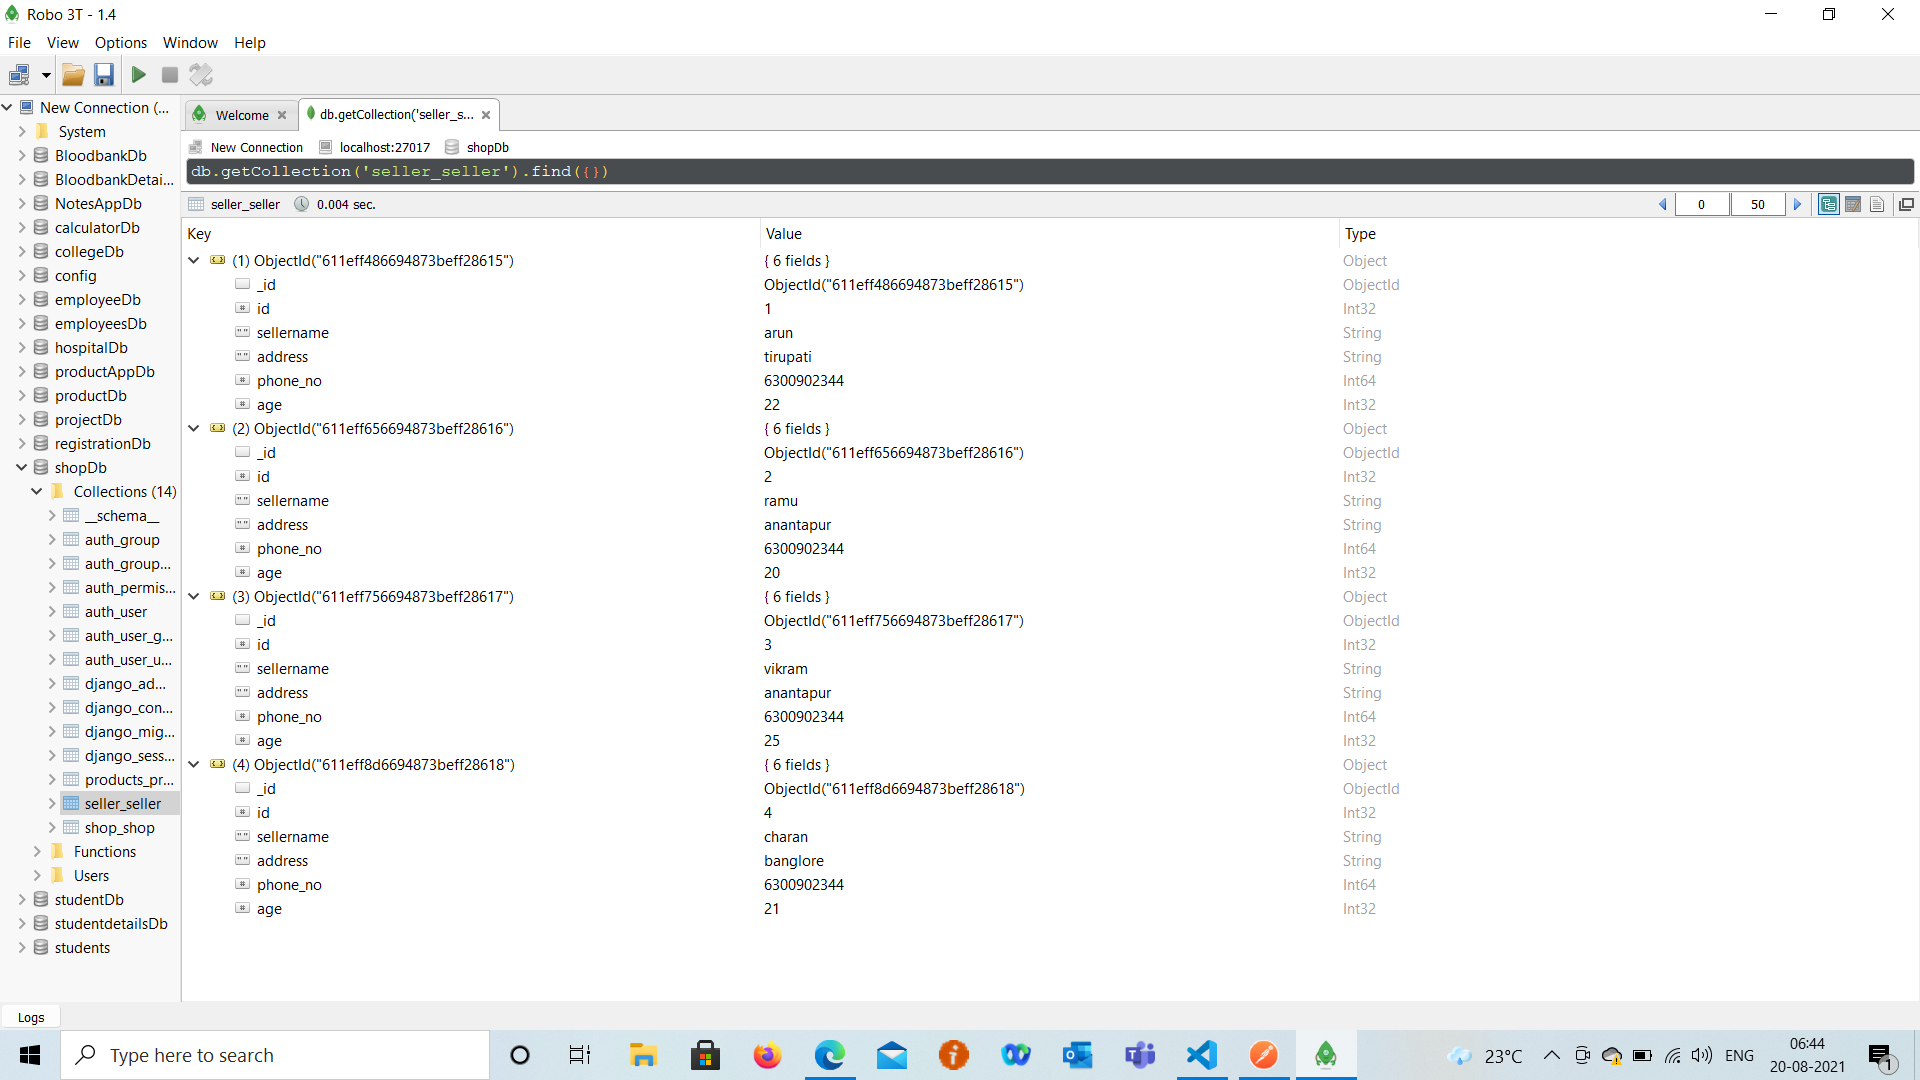 Robo 3T - 1.4
File View Options Window Help
New Connection (...
System
BloodbankDb
BloodbankDetai...
NotesAppDb
calculatorDb
collegeDb
config
employeeDb
employeesDb
hospitalDb
productAppDb
productDb
projectDb
registrationDb
shopDb
Collections (14)
__schema__
auth_group
auth_group...
auth_permis...
auth_user
auth_user_g...
auth_user_u...
django_ad...
django_con...
django_mig...
django_sess...
products_pr...
seller_seller
shop_shop
Functions
Users
studentDb
studentdetailsDb
students
Welcome db.getCollection('seller_s...
New Connection localhost:27017 shopDb
db.getCollection('seller_seller').find({})
seller_seller 0.004 sec. 0 50
Key Value Type
(1) ObjectId("611eff486694873beff28615") { 6 fields } Object
_id ObjectId("611eff486694873beff28615") ObjectId
id 1 Int32
sellername arun String
address tirupati String
phone_no 6300902344 Int64
age 22 Int32
(2) ObjectId("611eff656694873beff28616") { 6 fields } Object
_id ObjectId("611eff656694873beff28616") ObjectId
id 2 Int32
sellername ramu String
address anantapur String
phone_no 6300902344 Int64
age 20 Int32
(3) ObjectId("611eff756694873beff28617") { 6 fields } Object
_id ObjectId("611eff756694873beff28617") ObjectId
id 3 Int32
sellername vikram String
address anantapur String
phone_no 6300902344 Int64
age 25 Int32
(4) ObjectId("611eff8d6694873beff28618") { 6 fields } Object
_id ObjectId("611eff8d6694873beff28618") ObjectId
id 4 Int32
sellername charan String
address banglore String
phone_no 6300902344 Int64
age 21 Int32
Logs
Type here to search
23°C ENG
06:44
20-08-2021
1